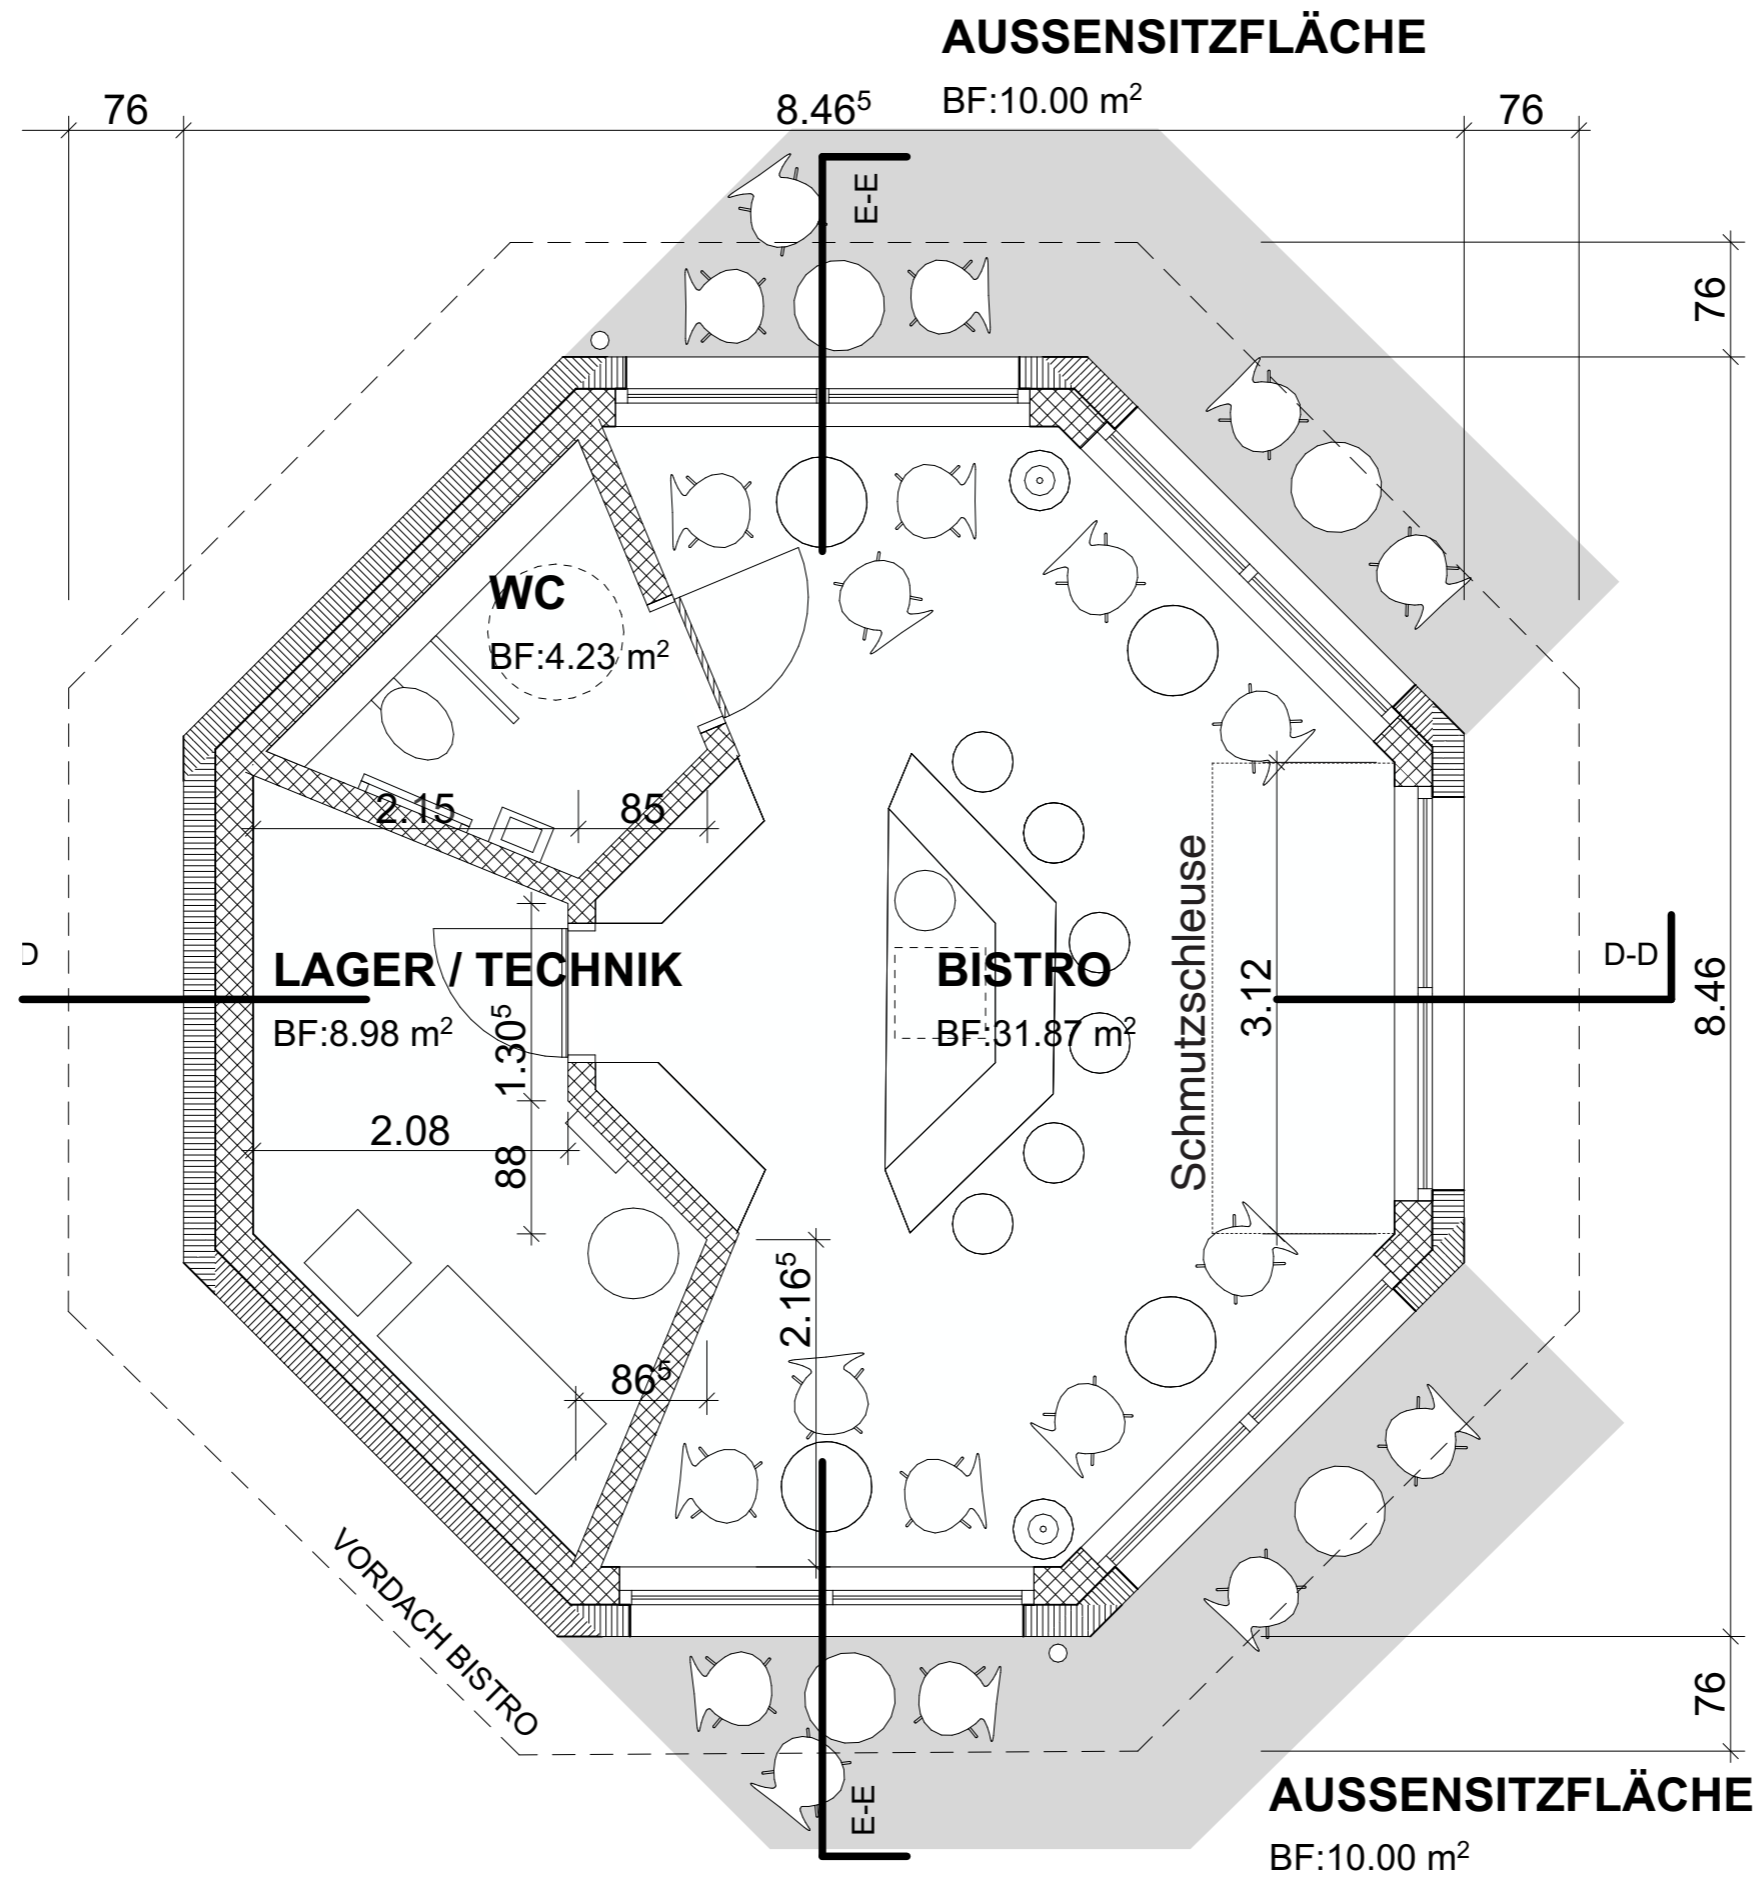 AUSSENSITZFLÄCHE
BF:10.00 m²
76
8.46⁵
76
E-E
76
WC
BF:4.23 m²
2.15
85
LAGER / TECHNIK
BF:8.98 m²
1.30⁵
2.08
88
BISTRO
BF:31.87 m²
Schmutzschleuse
3.12
D-D
8.46
2.16⁵
86⁵
VORDACH BISTRO
76
E-E
AUSSENSITZFLÄCHE
BF:10.00 m²